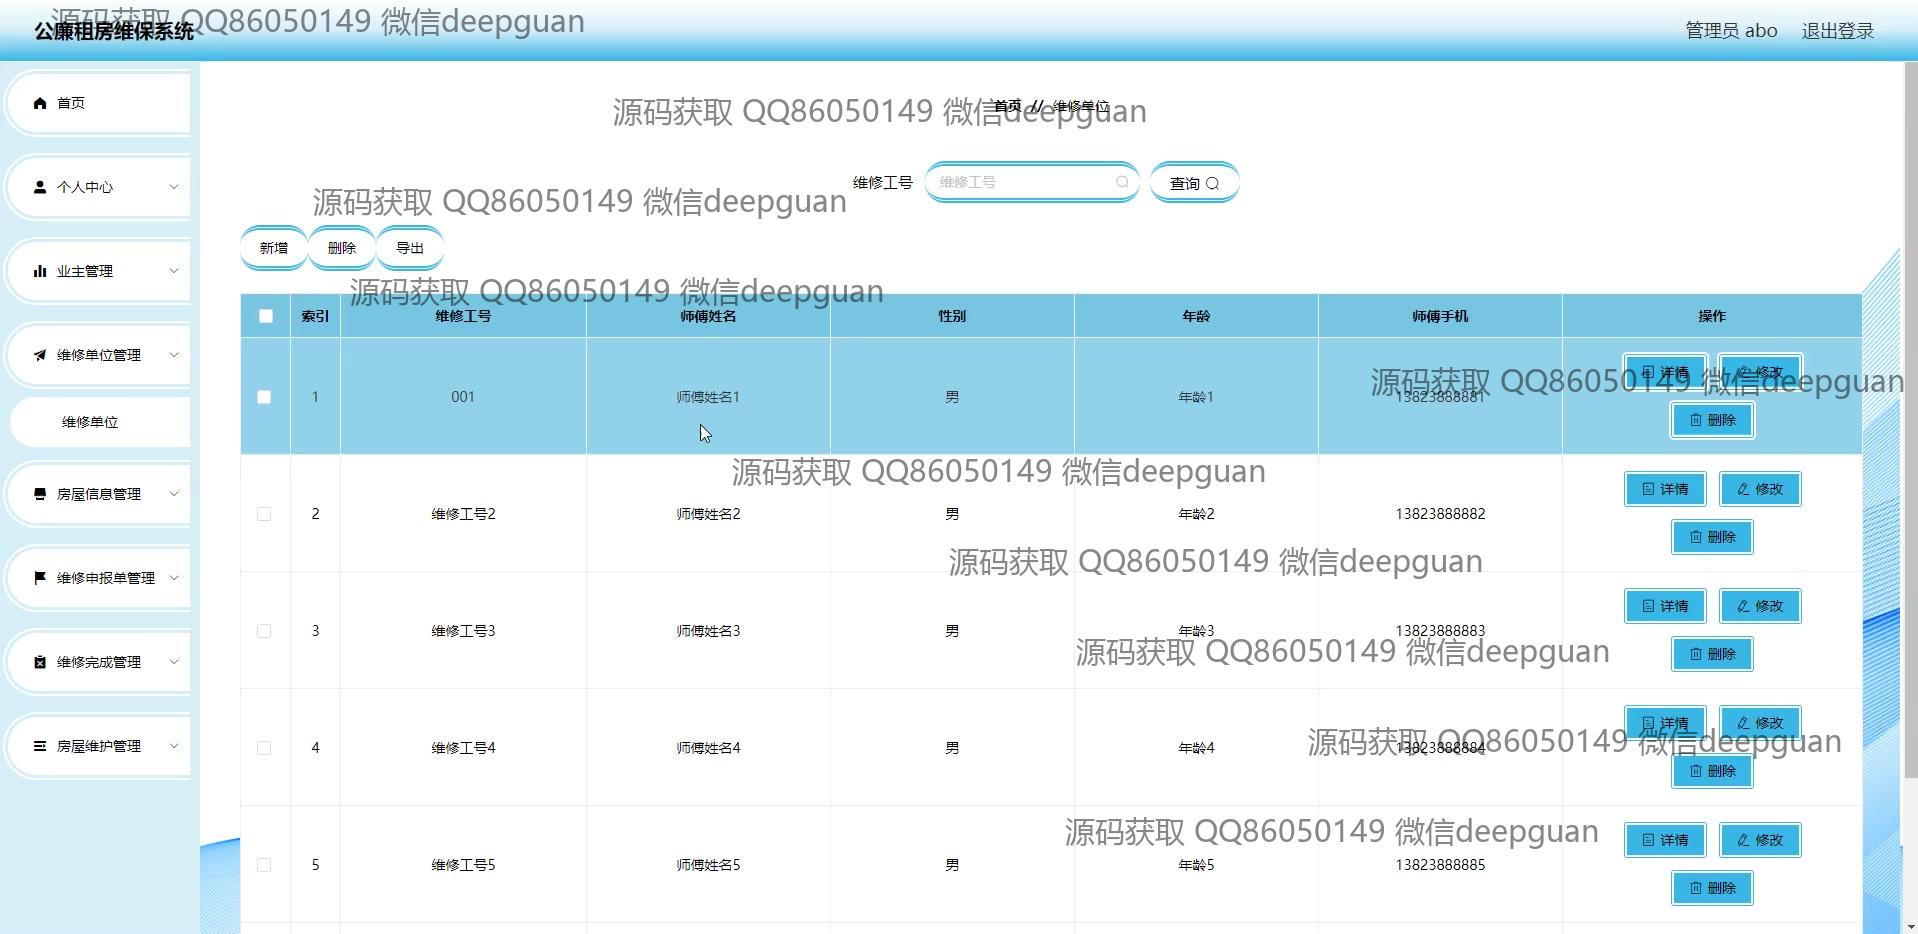 源码获取 QQ86050149 微信deepguan
公廉租房维保系统
管理员 abo 退出登录
首页
个人中心
业主管理
维修单位管理
维修单位
房屋信息管理
维修申报单管理
维修完成管理
房屋维护管理
源码获取 QQ86050149 微信deepguan
首页 // 维修单位
维修工号 维修工号 查询
源码获取 QQ86050149 微信deepguan
新增 删除 导出
源码获取 QQ86050149 微信deepguan
索引 维修工号 师傅姓名 性别 年龄 师傅手机 操作
1 001 师傅姓名1 男 年龄1 13823888881 详情 修改
删除
源码获取 QQ86050149 微信deepguan
源码获取 QQ86050149 微信deepguan
2 维修工号2 师傅姓名2 男 年龄2 13823888882 详情 修改
删除
源码获取 QQ86050149 微信deepguan
3 维修工号3 师傅姓名3 男 年龄3 13823888883 详情 修改
删除
源码获取 QQ86050149 微信deepguan
4 维修工号4 师傅姓名4 男 年龄4 13823888884 详情 修改
删除
源码获取 QQ86050149 微信deepguan
源码获取 QQ86050149 微信deepguan
5 维修工号5 师傅姓名5 男 年龄5 13823888885 详情 修改
删除